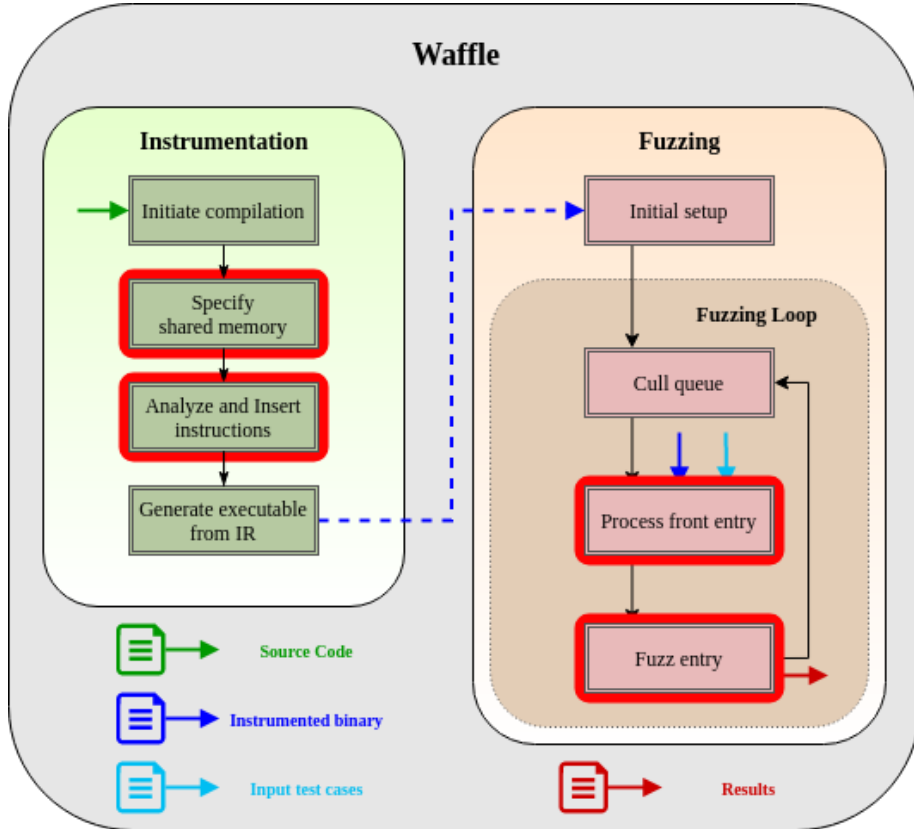 Waffle
Instrumentation
Initiate compilation
Specify
shared memory
Analyze and Insert
instructions
Generate executable
from IR
Fuzzing
Initial setup
Fuzzing Loop
Cull queue
Process front entry
Fuzz entry
Source Code
Instrumented binary
Input test cases
Results